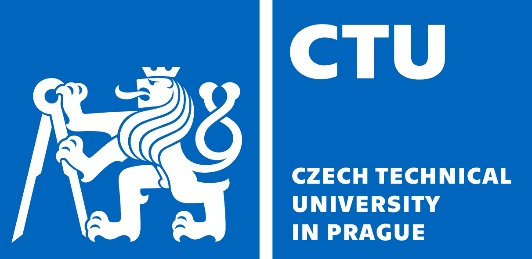 CTU
CZECH TECHNICAL
UNIVERSITY
IN PRAGUE